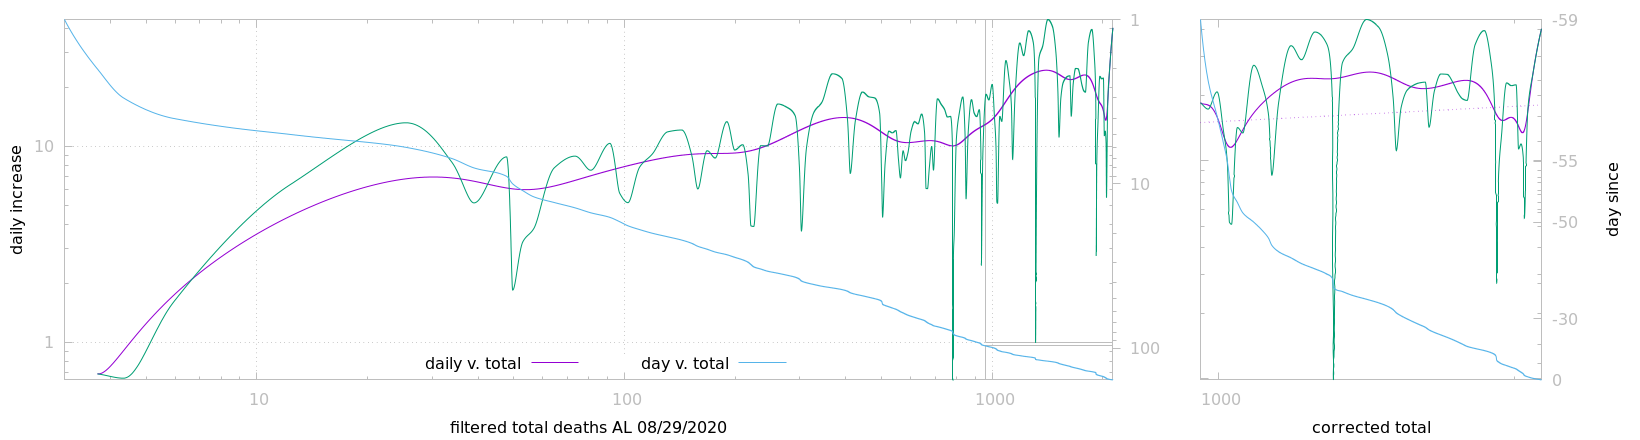 1
-59
10
daily increase
-55
10
day since
-50
-30
1
daily v. total
day v. total
100
0
10
100
1000
1000
filtered total deaths AL 08/29/2020
corrected total